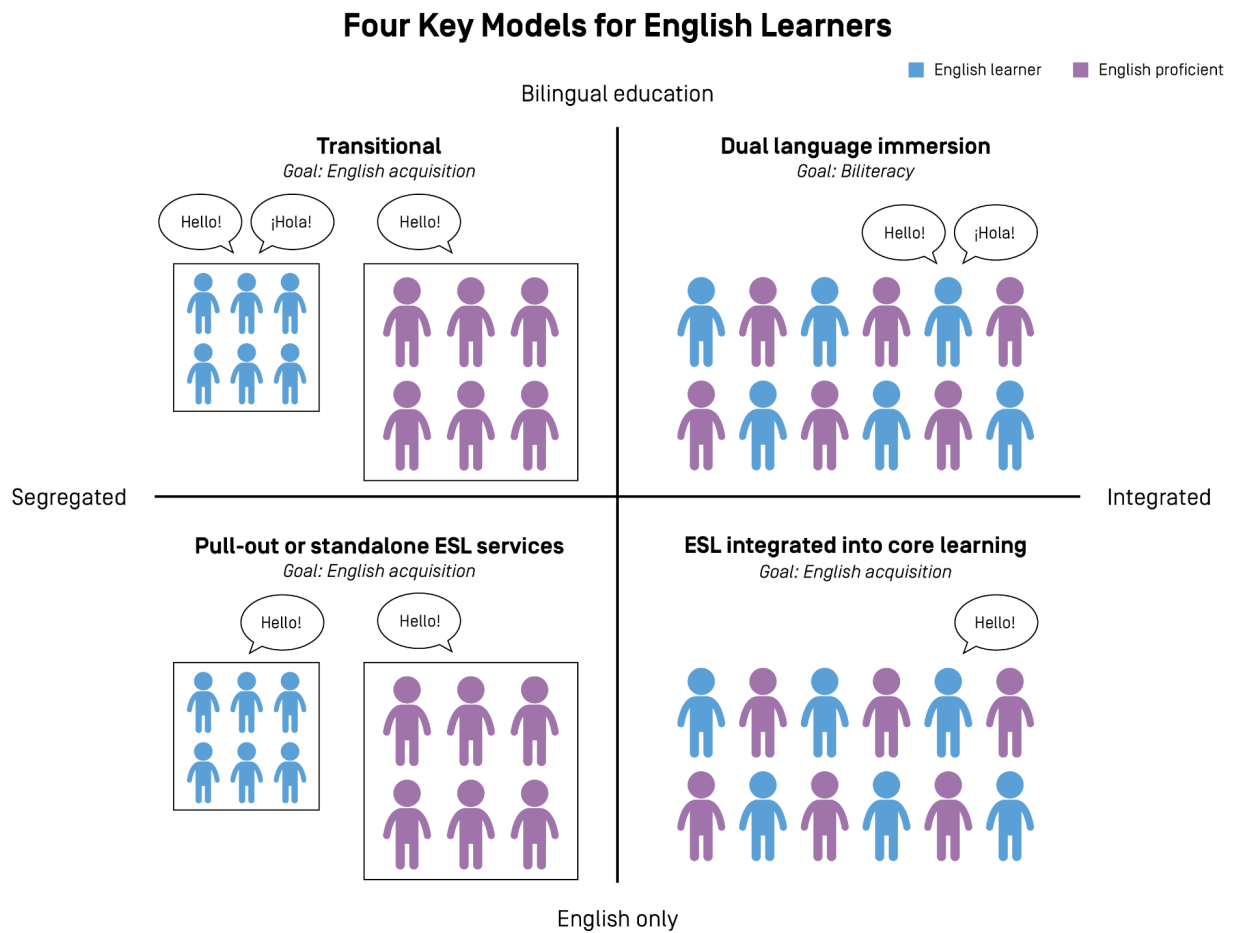 Four Key Models for English Learners
English learner
English proficient
Bilingual education
Transitional
Goal: English acquisition
Hello!
¡Hola!
Hello!
Dual language immersion
Goal: Biliteracy
Hello!
¡Hola!
Segregated
Integrated
Pull-out or standalone ESL services
Goal: English acquisition
Hello!
Hello!
ESL integrated into core learning
Goal: English acquisition
Hello!
English only